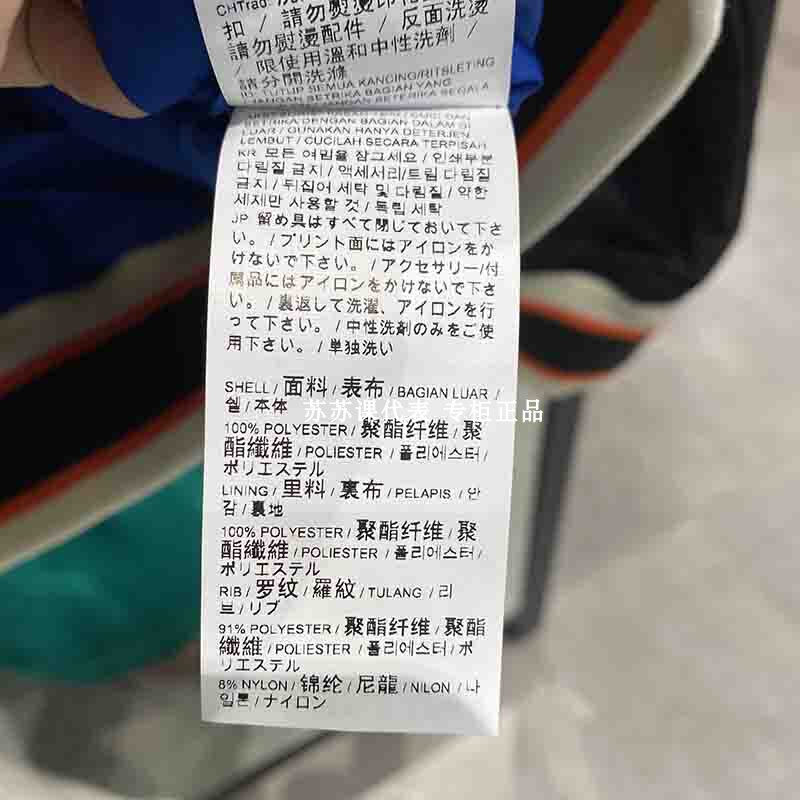 CHTrad:
扣 / 請勿熨燙印花
請勿熨燙配件 / 反面洗燙
/ 限使用溫和中性洗劑 /
請分開洗滌
TUTUP SEMUA KANCING/RITSLETING
JANGAN SETERIKA BAGIAN YANG
JANGAN SETERIKA SEGALA
DENGAN BAGIAN DALAM DI
LUAR / GUNAKAN HANYA DETERJEN
LEMBUT / CUCILAH SECARA TERPISAH
KR 모든 여밈을 잠그세요 / 인쇄부분
다림질 금지 / 액세서리/트림 다림질
금지 / 뒤집어 세탁 및 다림질 / 약한
세제만 사용할 것 / 독립 세탁
JP 留め具はすべて閉じておいて下さ
い。 / プリント面にはアイロンをか
けないで下さい。 / アクセサリー/付
属品にはアイロンをかけないで下さ
い。 / 裏返して洗濯、アイロンを行
って下さい。 / 中性洗剤のみをご使
用下さい。 / 単独洗い
SHELL / 面料 / 表布 / BAGIAN LUAR /
쉘 / 本体
苏苏课代表 专柜正品
100% POLYESTER / 聚酯纤维 / 聚
酯纖維 / POLIESTER / 폴리에스터 /
ポリエステル
LINING / 里料 / 裏布 / PELAPIS / 안
감 / 裏地
100% POLYESTER / 聚酯纤维 / 聚
酯纖維 / POLIESTER / 폴리에스터 /
ポリエステル
RIB / 罗纹 / 羅紋 / TULANG / 리
브 / リブ
91% POLYESTER / 聚酯纤维 / 聚酯
纖維 / POLIESTER / 폴리에스터 / ポ
リエステル
8% NYLON / 锦纶 / 尼龍 / NILON / 나
일론 / ナイロン